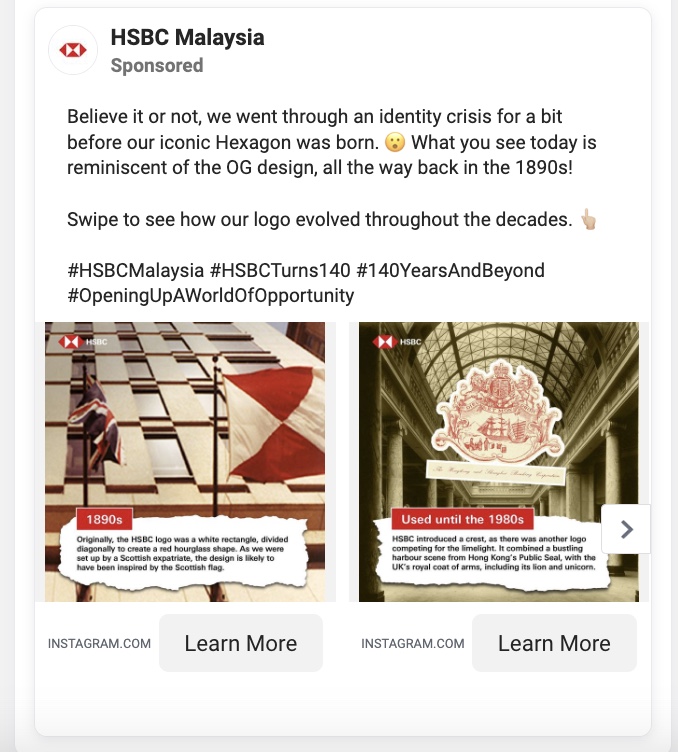 HSBC Malaysia
Sponsored
Believe it or not, we went through an identity crisis for a bit
before our iconic Hexagon was born. 😮 What you see today is
reminiscent of the OG design, all the way back in the 1890s!
Swipe to see how our logo evolved throughout the decades. 👆🏼
#HSBCMalaysia #HSBCTurns140 #140YearsAndBeyond
#OpeningUpAWorldOfOpportunity
HSBC
1890s
Originally, the HSBC logo was a white rectangle, divided
diagonally to create a red hourglass shape. As we were
set up by a Scottish expatriate, the design is likely to
have been inspired by the Scottish flag.
HSBC
The Hongkong and Shanghai Banking Corporation
Used until the 1980s
HSBC introduced a crest, as there was another logo
competing for the limelight. It combined a bustling
harbour scene from Hong Kong's Public Seal, with the
UK's royal coat of arms, including its lion and unicorn.
INSTAGRAM.COM
Learn More
INSTAGRAM.COM
Learn More